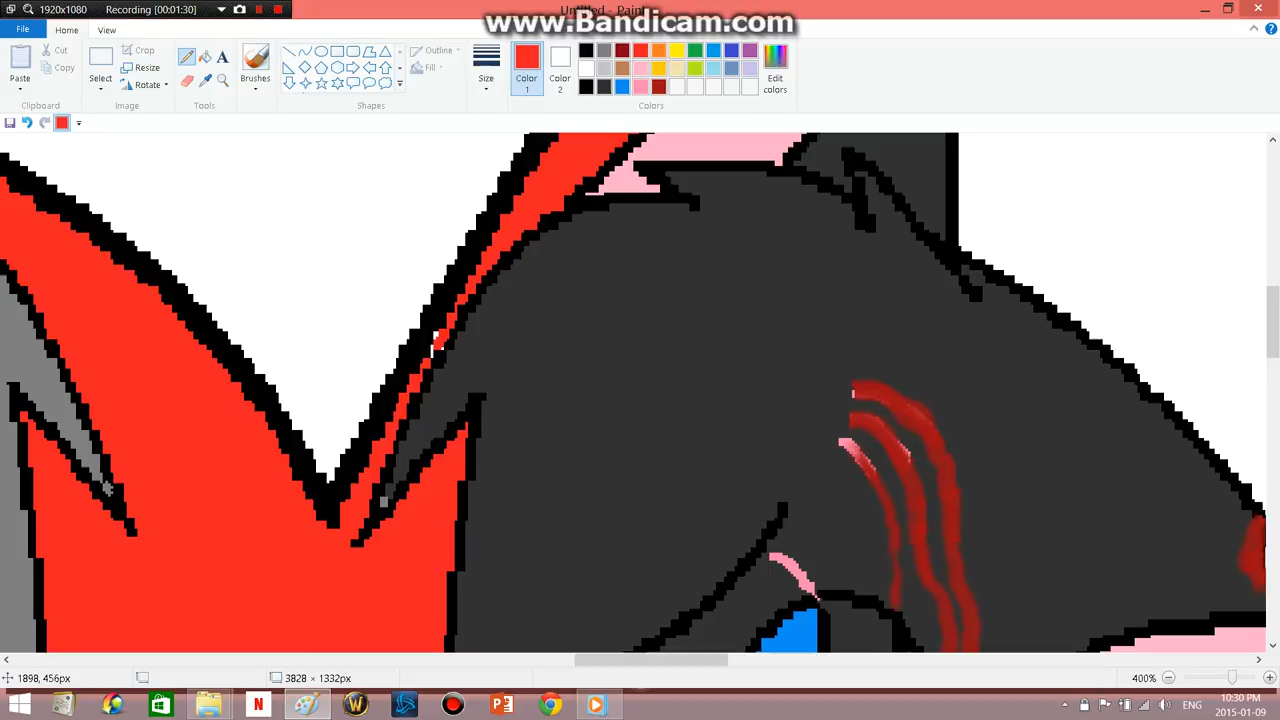 1920x1080 Recording [00:01:30] Untitled - Paint
www.Bandicam.com
File Home View
Paste Cut Copy
Clipboard
Select Crop Resize Rotate
Image
A
Tools
Brushes
Outline Fill
Shapes
Size
Color 1
Color 2
Edit colors
Colors
1898, 456px
3828 × 1332px
400%
N
W
ENG
10:30 PM
2015-01-09